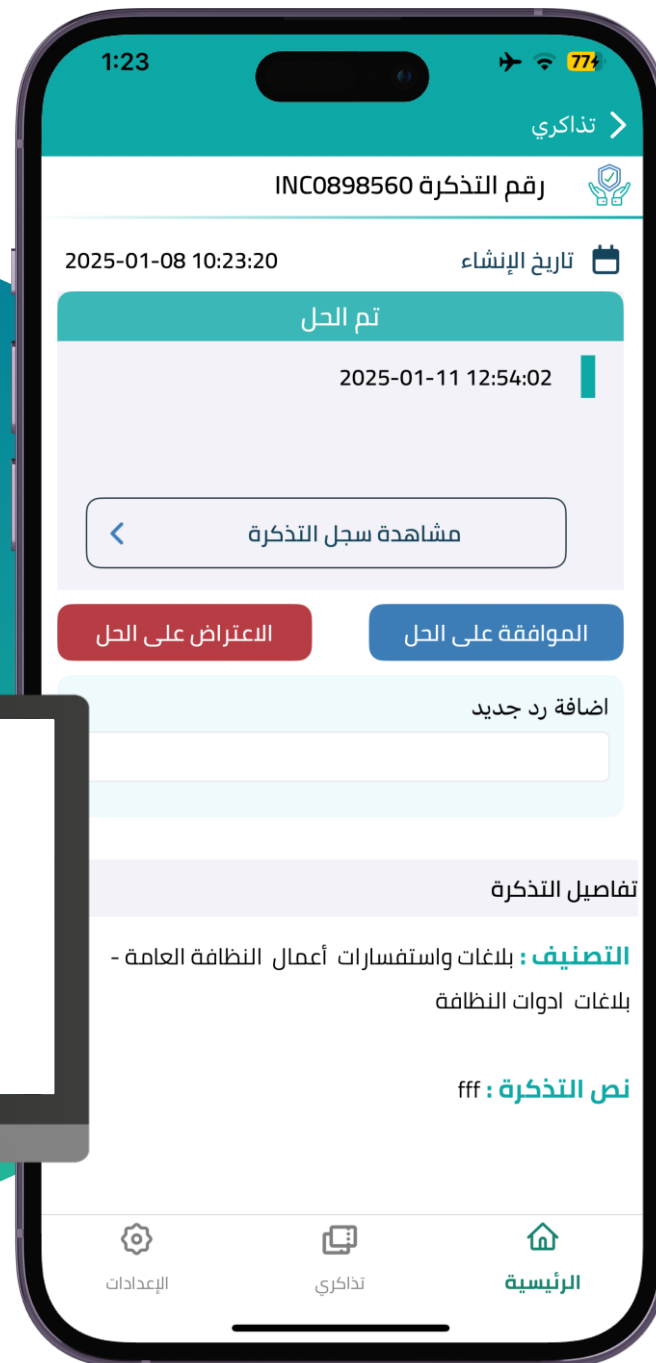 1:23
77
تذاكري
رقم التذكرة INC0898560
تاريخ الإنشاء 2025-01-08 10:23:20
تم الحل
2025-01-11 12:54:02
مشاهدة سجل التذكرة
الموافقة على الحل الاعتراض على الحل
اضافة رد جديد
تفاصيل التذكرة
التصنيف : بلاغات واستفسارات أعمال النظافة العامة -
بلاغات ادوات النظافة
نص التذكرة : fff
الرئيسية تذاكري الإعدادات